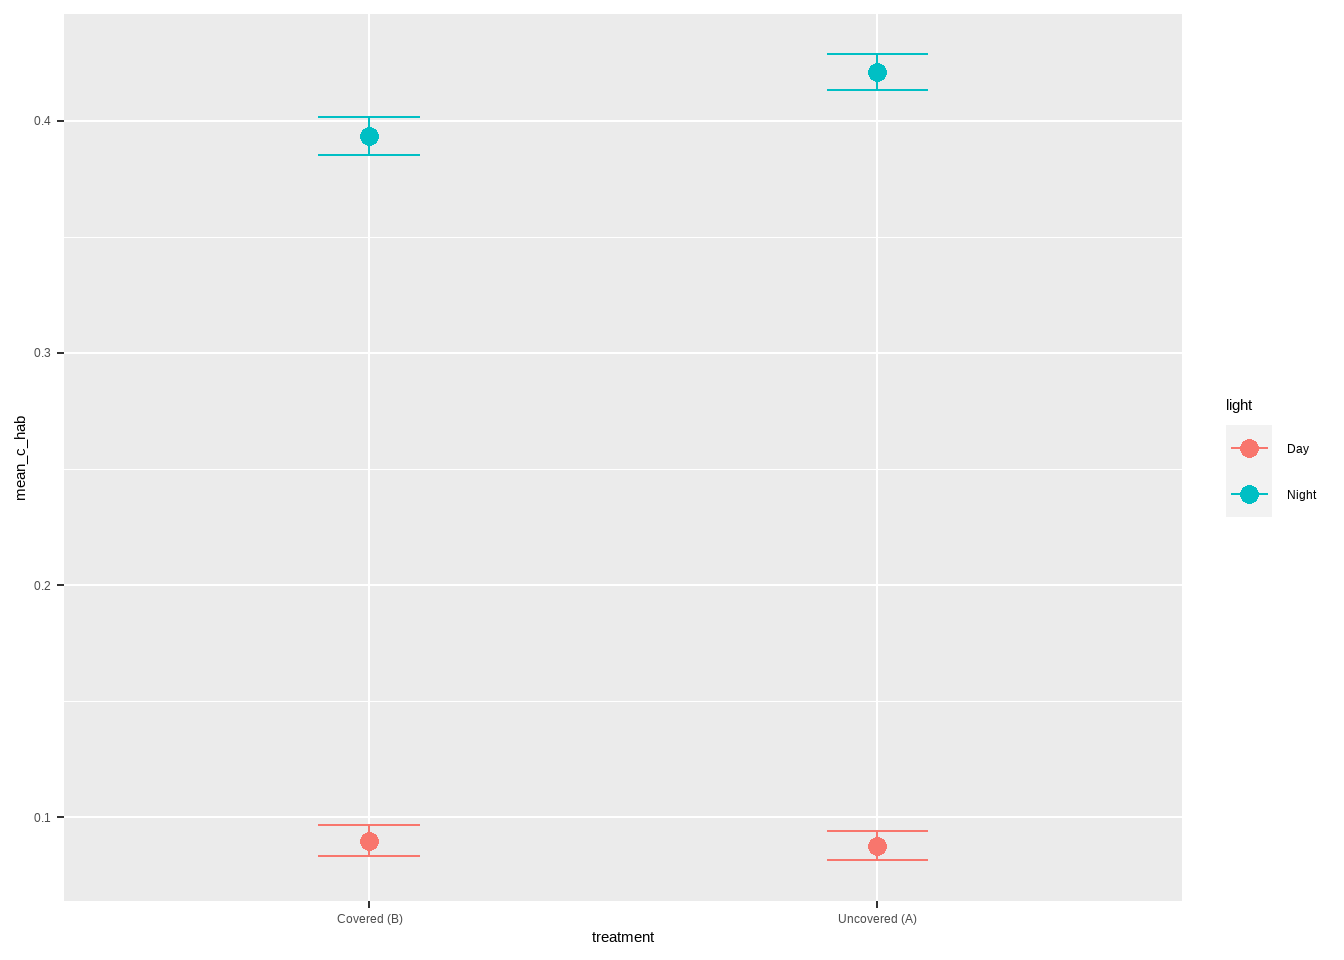 0.4
0.3
0.2
0.1
mean_c_hab
Covered (B)
Uncovered (A)
treatment
light
Day
Night